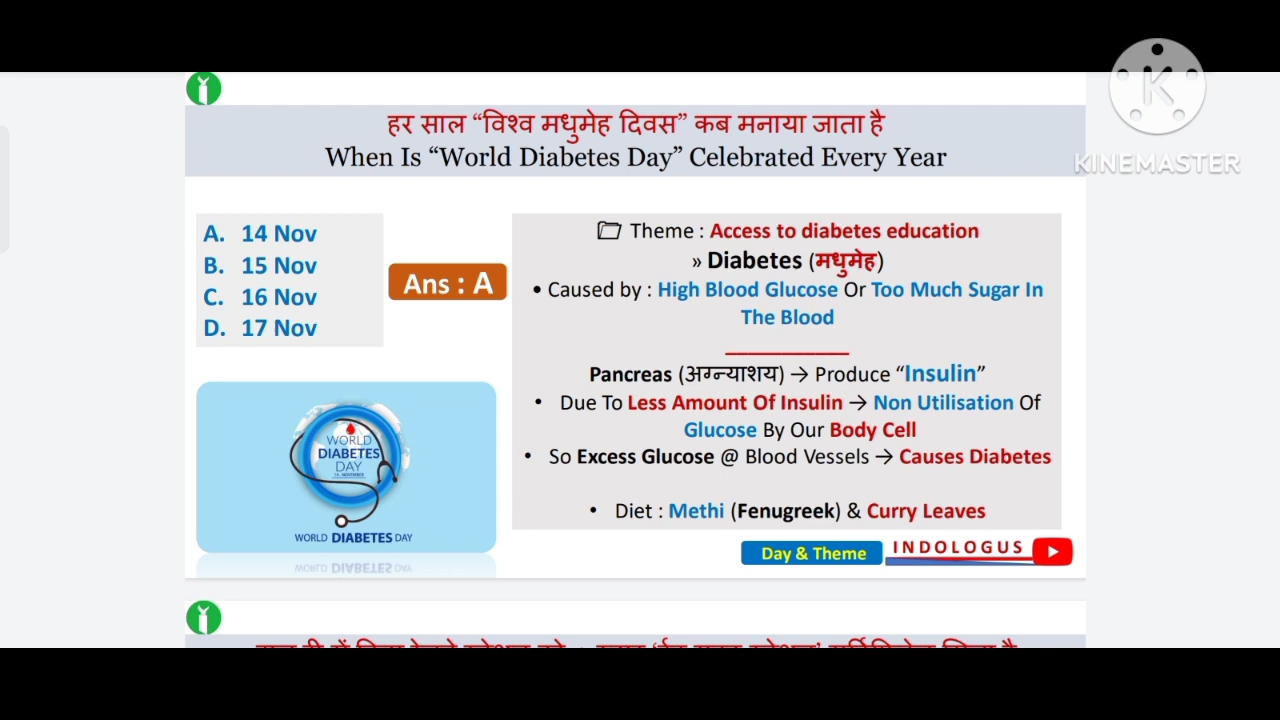 KINEMASTER
हर साल “विश्व मधुमेह दिवस” कब मनाया जाता है
When Is “World Diabetes Day” Celebrated Every Year
A. 14 Nov
B. 15 Nov
C. 16 Nov
D. 17 Nov
Ans : A
Theme : Access to diabetes education
» Diabetes (मधुमेह)
• Caused by : High Blood Glucose Or Too Much Sugar In
The Blood
Pancreas (अग्न्याशय) → Produce “Insulin”
• Due To Less Amount Of Insulin → Non Utilisation Of
Glucose By Our Body Cell
• So Excess Glucose @ Blood Vessels → Causes Diabetes
• Diet : Methi (Fenugreek) & Curry Leaves
WORLD
DIABETES
DAY
WORLD DIABETES DAY
Day & Theme
INDOLOGUS